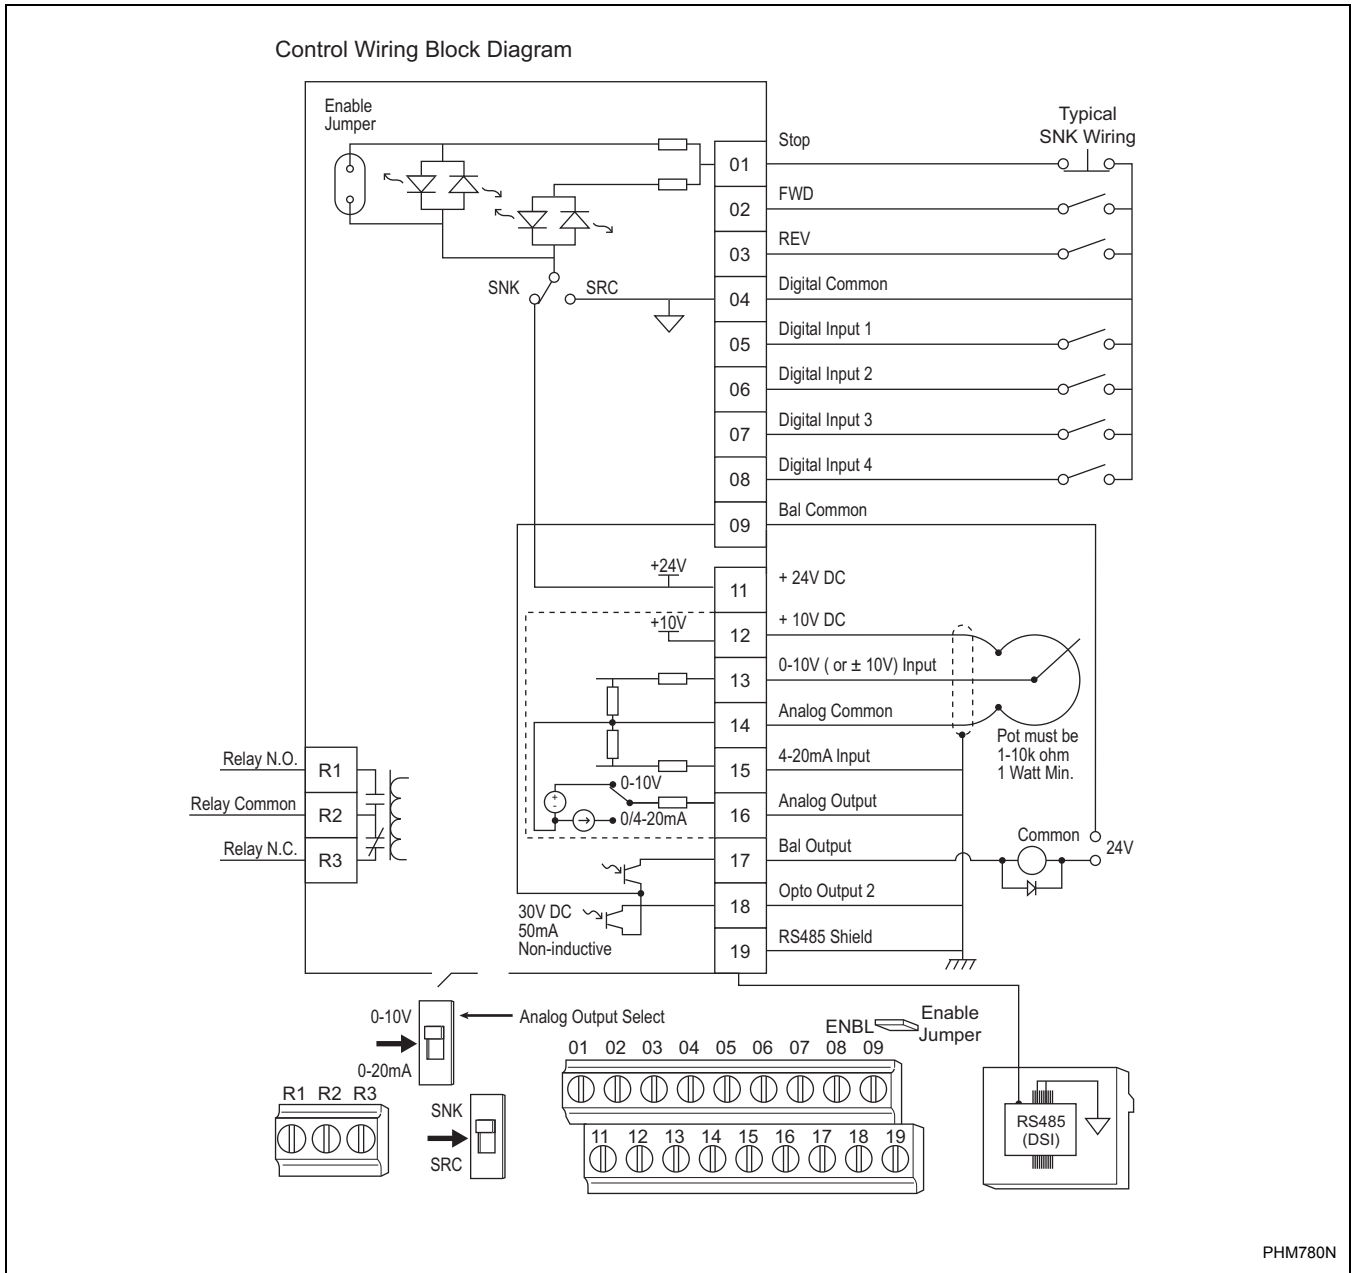 Control Wiring Block Diagram
Enable
Jumper
Typical
SNK Wiring
01
Stop
02
FWD
03
REV
SNK
SRC
04
Digital Common
05
Digital Input 1
06
Digital Input 2
07
Digital Input 3
08
Digital Input 4
09
Bal Common
+24V
11
+ 24V DC
+10V
12
+ 10V DC
13
0-10V ( or ± 10V) Input
14
Analog Common
Pot must be
1-10k ohm
1 Watt Min.
15
4-20mA Input
0-10V
16
Analog Output
+
-
0/4-20mA
Relay N.O.
R1
Relay Common
R2
Relay N.C.
R3
17
Bal Output
Common
24V
18
Opto Output 2
30V DC
50mA
Non-inductive
19
RS485 Shield
0-10V
Analog Output Select
0-20mA
ENBL
Enable
Jumper
01 02 03 04 05 06 07 08 09
R1 R2 R3
SNK
SRC
11 12 13 14 15 16 17 18 19
RS485
(DSI)
PHM780N